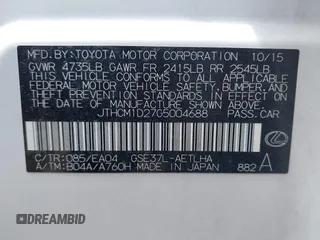 MFD. BY: TOYOTA MOTOR CORPORATION 10/15
GVWR 4735LB GAWR FR 2415LB RR 2545LB
THIS VEHICLE CONFORMS TO ALL APPLICABLE
FEDERAL MOTOR VEHICLE SAFETY, BUMPER, AND
THEFT PREVENTION STANDARDS IN EFFECT ON
THE DATE OF MANUFACTURE SHOWN ABOVE.
JTHCM1D27G5004688 PASS.CAR
C/TR:085/EA04 GSE37L-AETLHA
A/TM:B04A/A760H MADE IN JAPAN 882 A
OkauctionBid.com